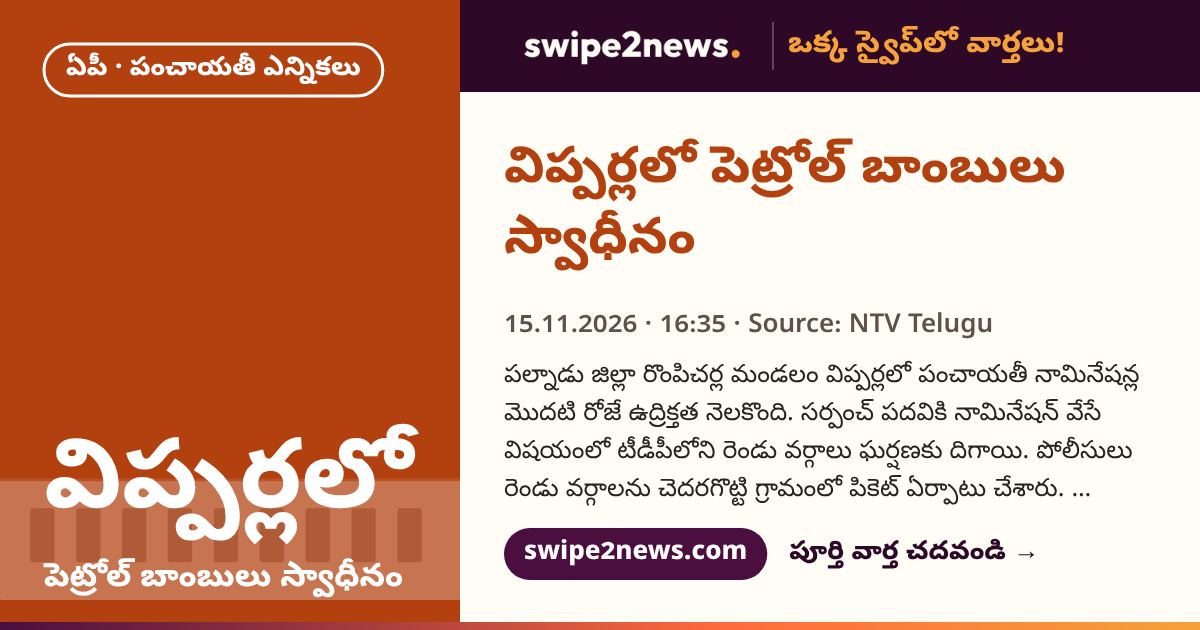 ఏపీ · పంచాయతీ ఎన్నికలు
విప్పర్లలో
పెట్రోల్ బాంబులు స్వాధీనం
swipe2news.
ఒక్క స్వైప్‌లో వార్తలు!
విప్పర్లలో పెట్రోల్ బాంబులు
స్వాధీనం
15.11.2026 · 16:35 · Source: NTV Telugu
పల్నాడు జిల్లా రొంపిచర్ల మండలం విప్పర్లలో పంచాయతీ నామినేషన్ల
మొదటి రోజే ఉద్రిక్తత నెలకొంది. సర్పంచ్ పదవికి నామినేషన్ వేసే
విషయంలో టీడీపీలోని రెండు వర్గాలు ఘర్షణకు దిగాయి. పోలీసులు
రెండు వర్గాలను చెదరగొట్టి గ్రామంలో పికెట్ ఏర్పాటు చేశారు. ...
swipe2news.com
పూర్తి వార్త చదవండి →